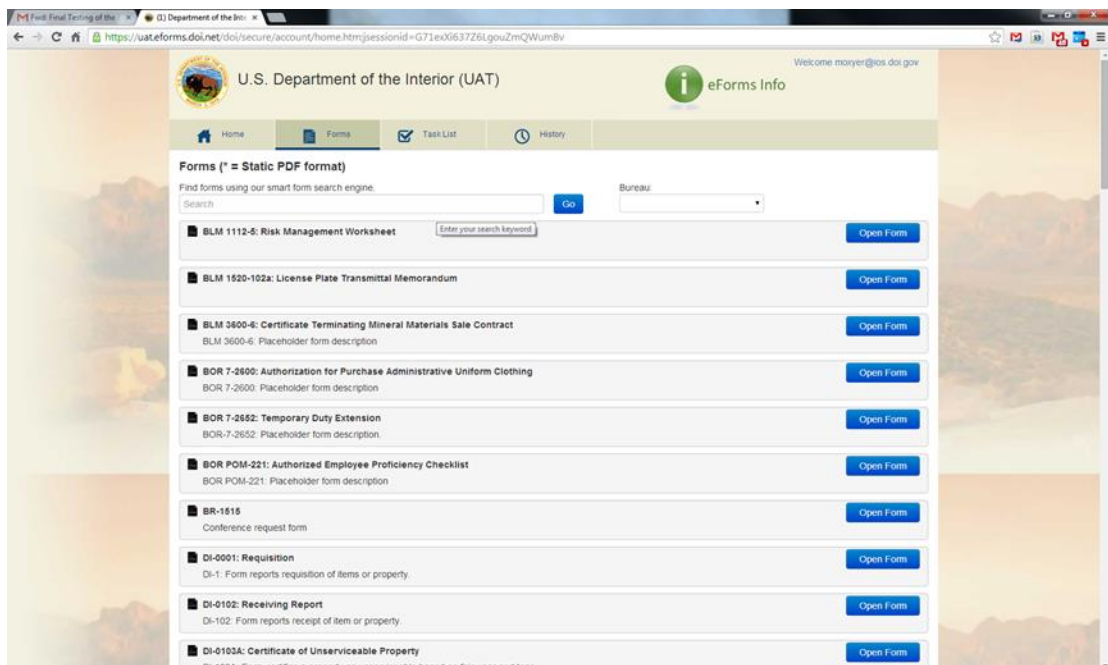 Fwd: Final Testing of the
(1) Department of the Inte
https://uat.eforms.doi.net/doi/secure/account/home.htm;jsessionid=G71exXi637Z6LgouZmQWumBv
Welcome moxyer@ios.doi.gov
U.S. Department of the Interior (UAT)
i eForms Info
Home Forms Task List History
Forms (* = Static PDF format)
Find forms using our smart form search engine. Bureau:
Search Go
Enter your search keyword
BLM 1112-5: Risk Management Worksheet Open Form
BLM 1520-102a: License Plate Transmittal Memorandum Open Form
BLM 3600-6: Certificate Terminating Mineral Materials Sale Contract Open Form
BLM 3600-6: Placeholder form description
BOR 7-2600: Authorization for Purchase Administrative Uniform Clothing Open Form
BOR 7-2600: Placeholder form description
BOR 7-2652: Temporary Duty Extension Open Form
BOR-7-2652: Placeholder form description.
BOR POM-221: Authorized Employee Proficiency Checklist Open Form
BOR POM-221: Placeholder form description
BR-1515 Open Form
Conference request form
DI-0001: Requisition Open Form
DI-1: Form reports requisition of items or property.
DI-0102: Receiving Report Open Form
DI-102: Form reports receipt of item or property.
DI-0103A: Certificate of Unserviceable Property Open Form